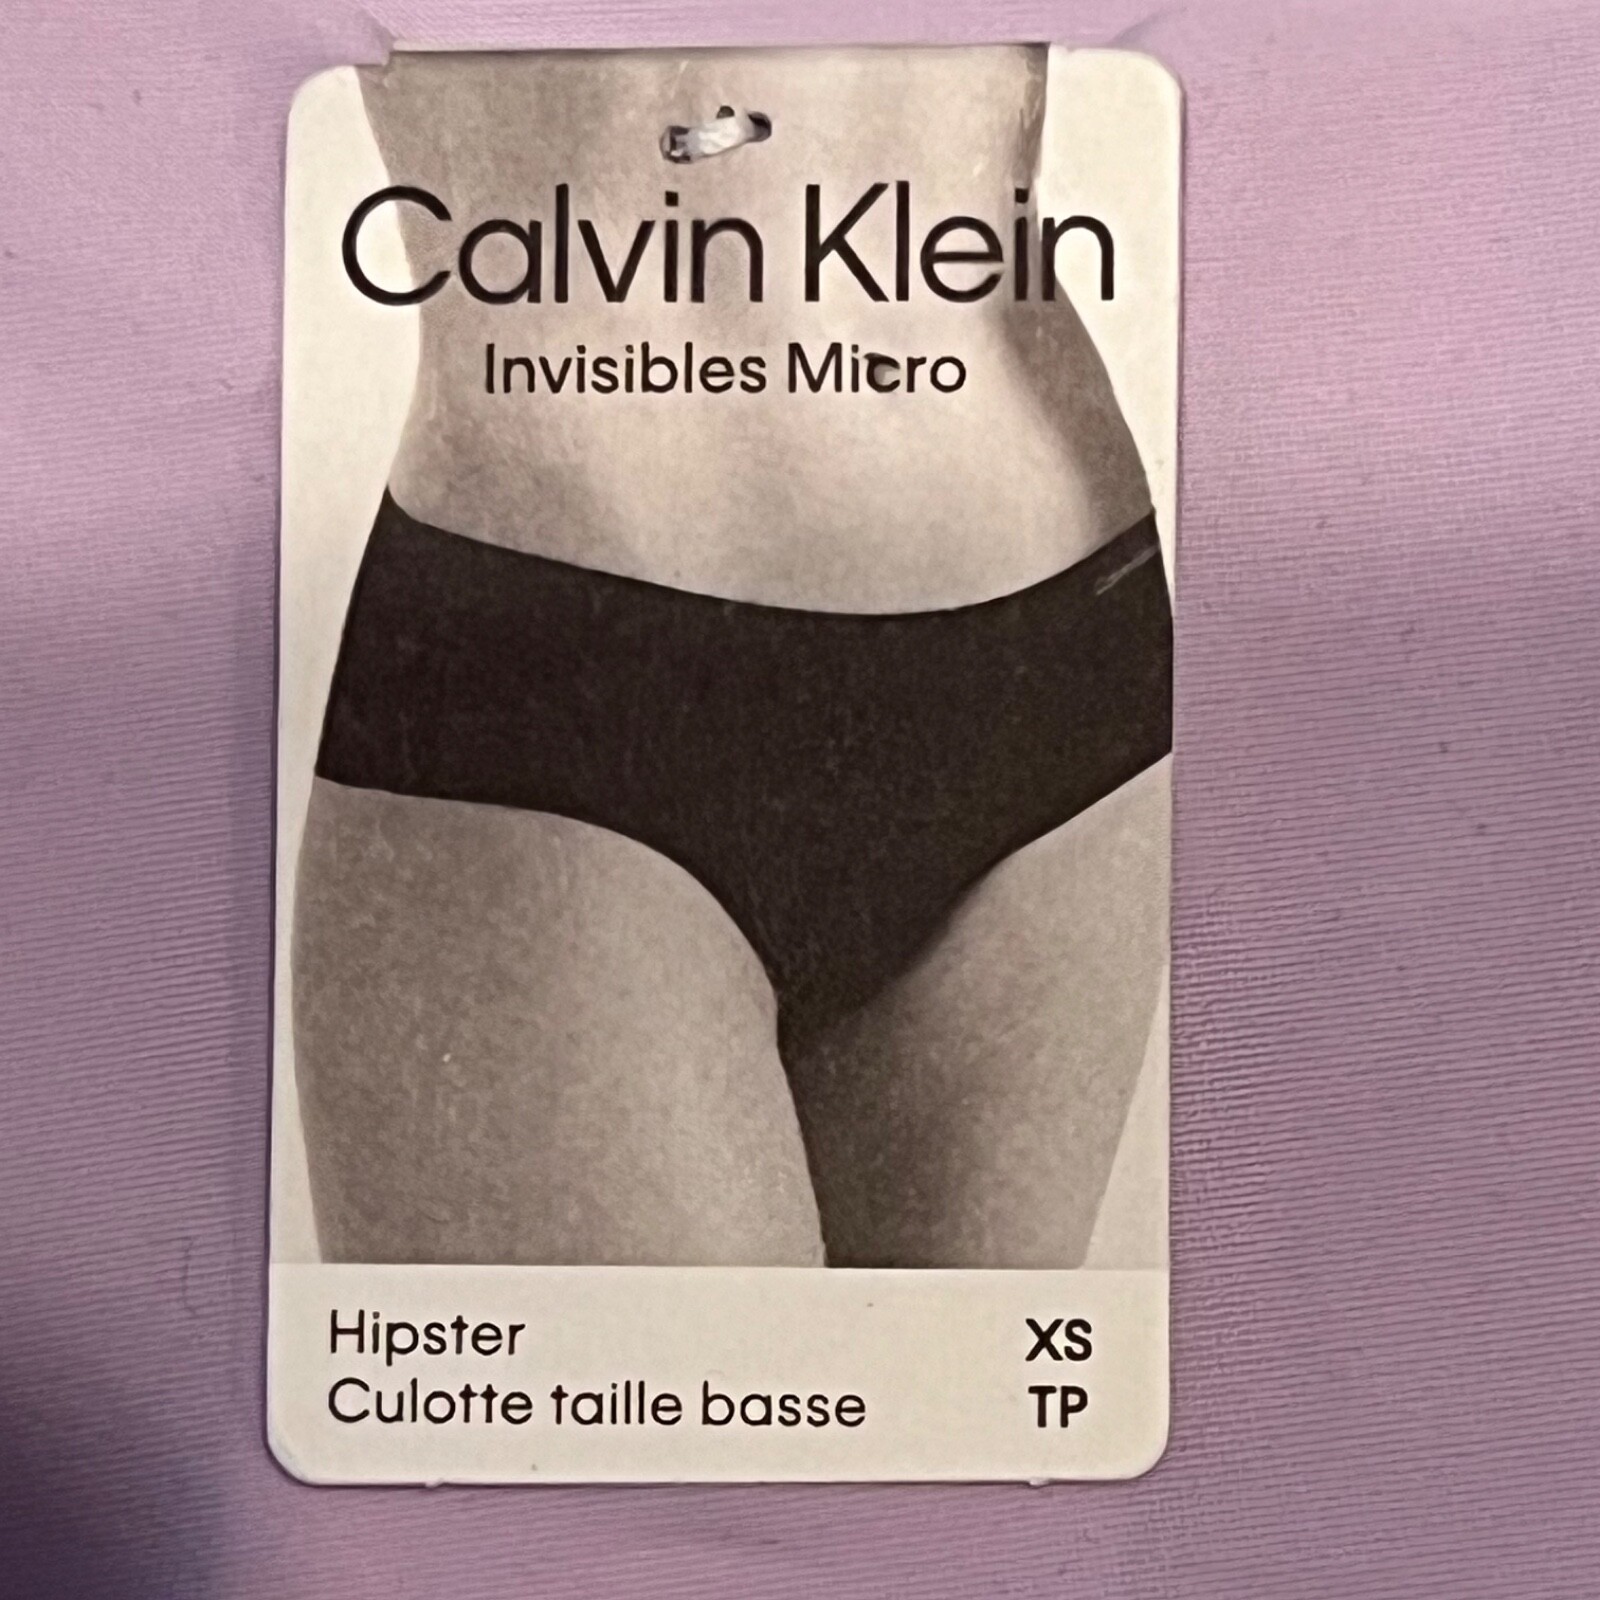 Calvin Klein
Invisibles Micro
Hipster
XS
Culotte taille basse
TP